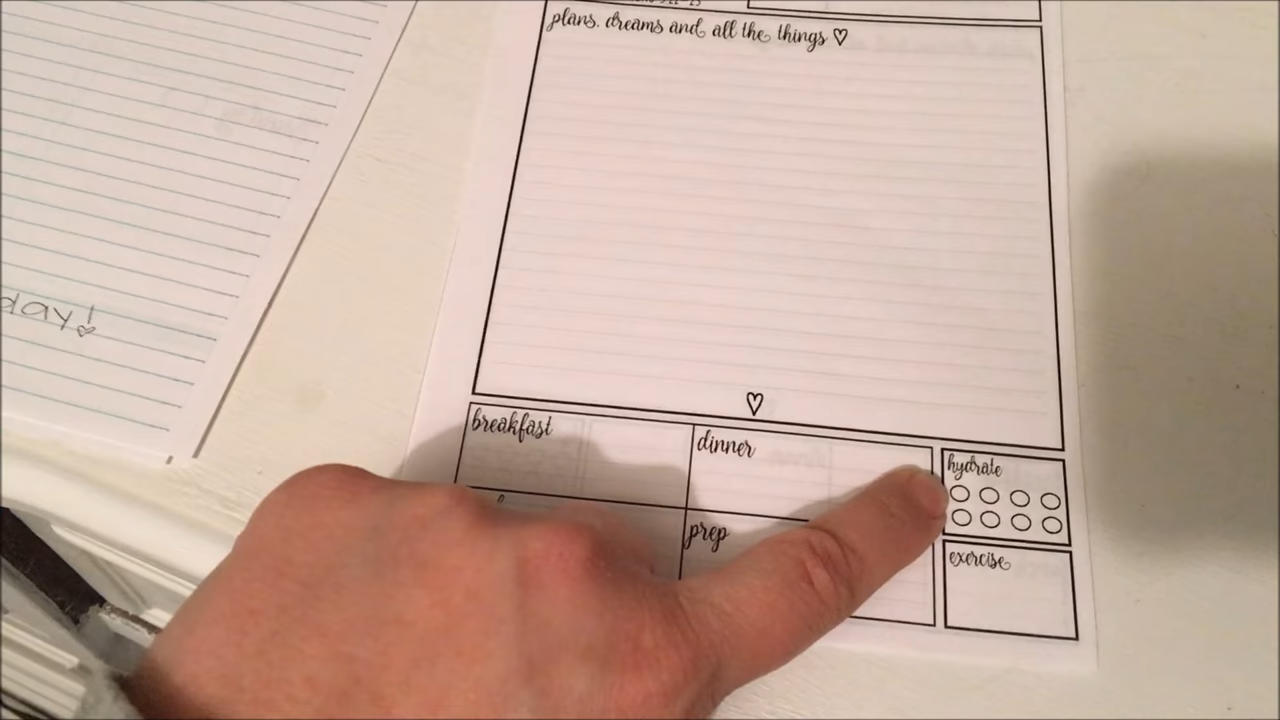 plans. dreams and all the things ♡
day!
breakfast
dinner
hydrate
prep
exercise